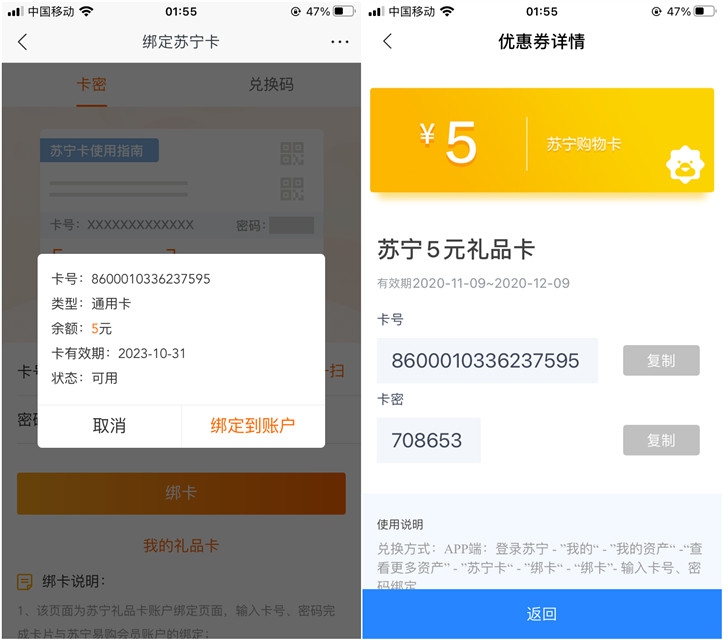 中国移动
01:55
47%
绑定苏宁卡
卡密
兑换码
苏宁卡使用指南
卡号：XXXXXXXXXXXXX
密码：
卡号：8600010336237595
类型：通用卡
余额：5元
卡有效期：2023-10-31
状态：可用
取消
绑定到账户
扫
绑卡
我的礼品卡
绑卡说明：
1、该页面为苏宁礼品卡账户绑定页面，输入卡号、密码完
成卡片与苏宁易购会员账户的绑定；
中国移动
01:55
47%
优惠券详情
¥5
苏宁购物卡
苏宁5元礼品卡
有效期2020-11-09~2020-12-09
卡号
8600010336237595
复制
卡密
708653
复制
使用说明
兑换方式：APP端：登录苏宁 - ”我的“ - ”我的资产“ -“查
看更多资产” - ”苏宁卡“ - ”绑卡“ - “绑卡”- 输入卡号、密
码绑定
返回